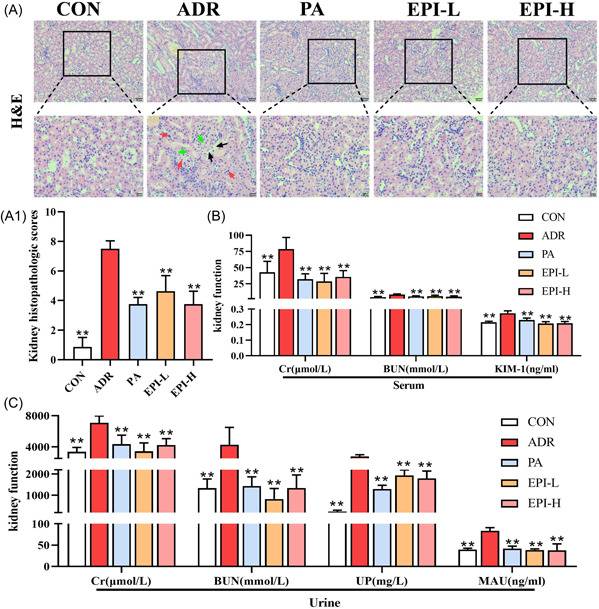 (A) CON ADR PA EPI-L EPI-H
H&E
(A1)
Kidney histopathologic scores
10
8
6
4
2
0
** ** ** **
CON ADR PA EPI-L EPI-H
(B)
kidney function
100
75
50
25
0.3
0.2
0.1
0.0
** ** ** **
** ** ** **
** ** ** **
CON
ADR
PA
EPI-L
EPI-H
Cr(μmol/L) BUN(mmol/L) KIM-1(ng/ml)
Serum
(C)
kidney function
8000
4000
2000
1000
100
50
0
** ** ** **
** ** ** **
** ** ** **
** ** ** **
CON
ADR
PA
EPI-L
EPI-H
Cr(μmol/L) BUN(mmol/L) UP(mg/L) MAU(ng/ml)
Urine